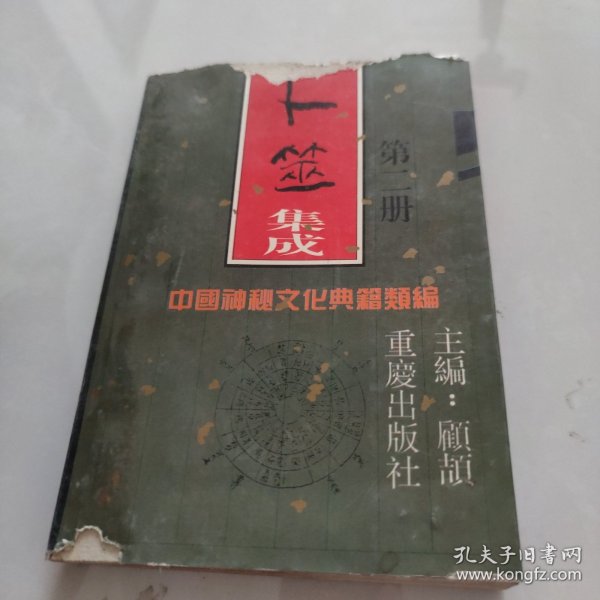 卜筮
集成
第二册
中國神秘文化典籍類編
主編：顧頡
重慶出版社
孔夫子旧書网
www.kongfz.com